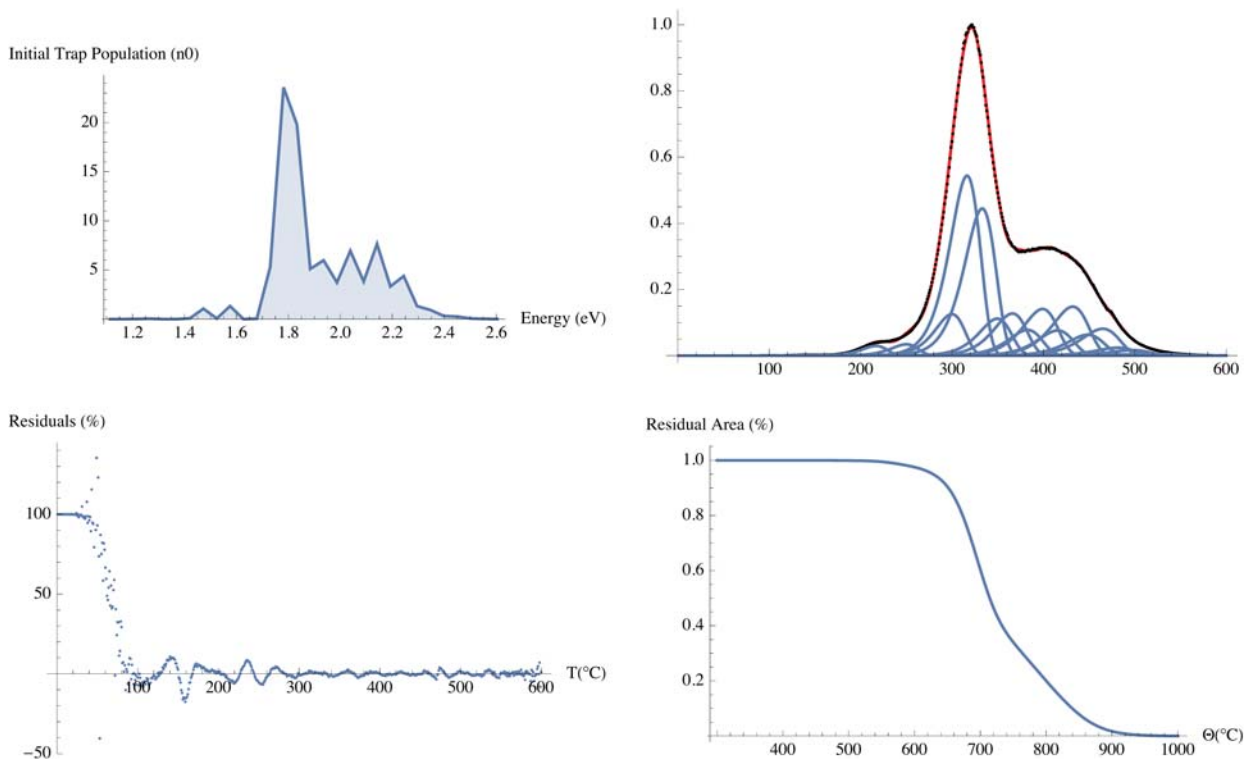 Initial Trap Population (n0)
20
15
10
5
1.2 1.4 1.6 1.8 2.0 2.2 2.4 2.6
Energy (eV)
1.0
0.8
0.6
0.4
0.2
100 200 300 400 500 600
Residuals (%)
100
50
-50
100 200 300 400 500 600
T(°C)
Residual Area (%)
1.0
0.8
0.6
0.4
0.2
400 500 600 700 800 900 1000
Θ(°C)